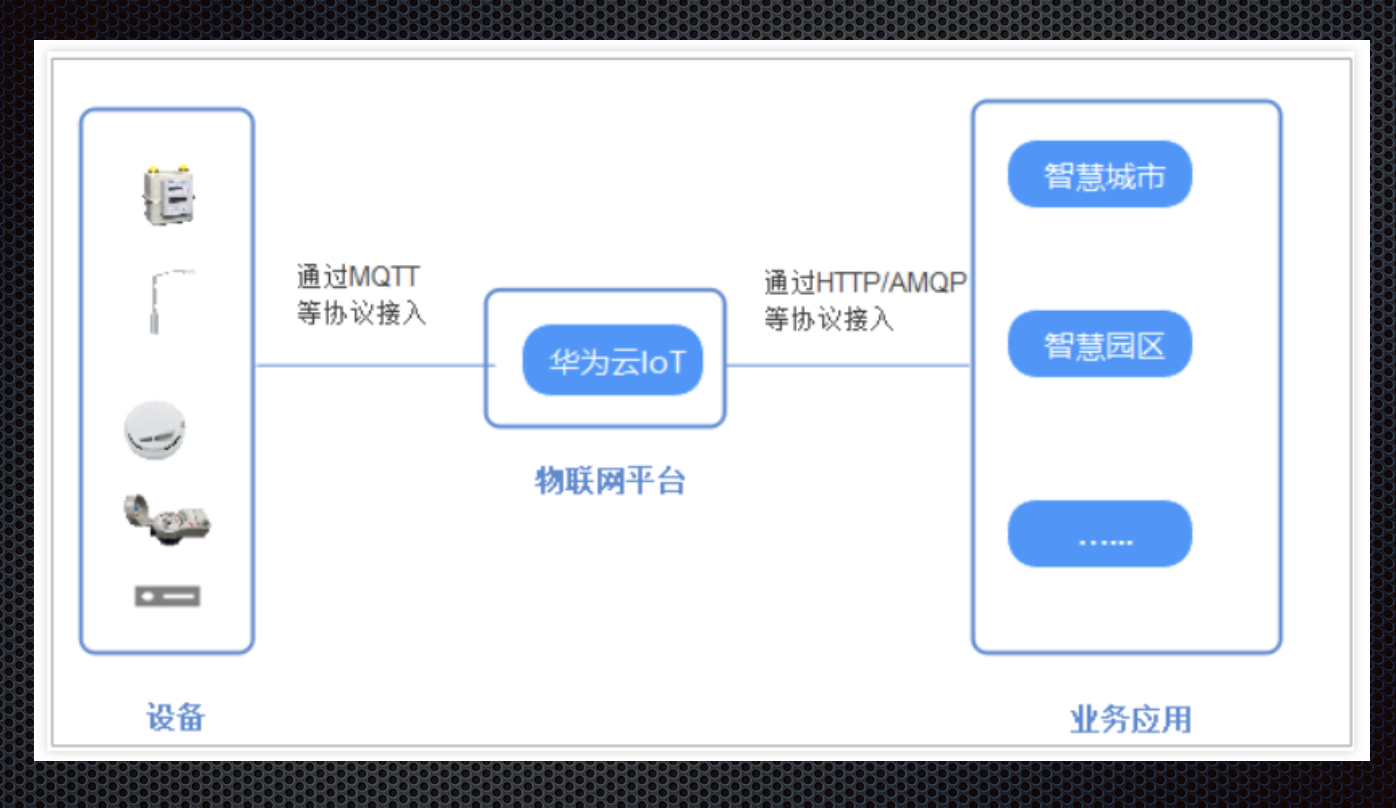 通过MQTT
等协议接入
华为云IoT
物联网平台
通过HTTP/AMQP
等协议接入
智慧城市
智慧园区
......
设备
业务应用